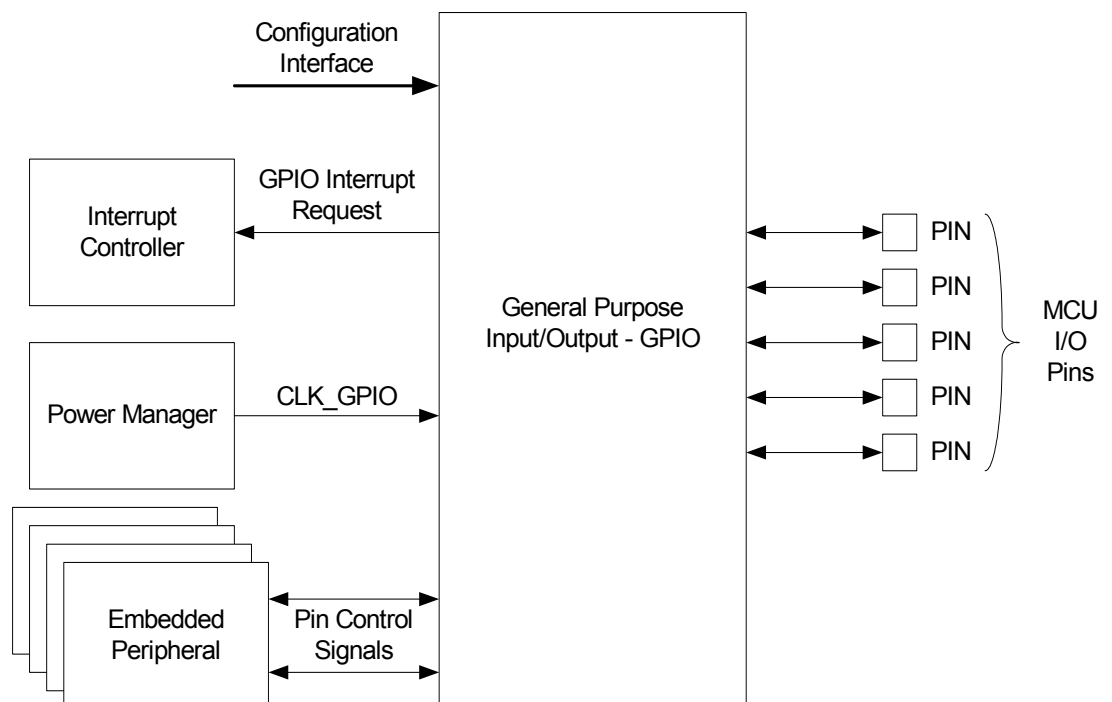 Configuration
Interface
GPIO Interrupt
Request
Interrupt
Controller
General Purpose
Input/Output - GPIO
Power Manager
CLK_GPIO
Embedded
Peripheral
Pin Control
Signals
PIN
PIN
PIN
PIN
PIN
MCU
I/O
Pins